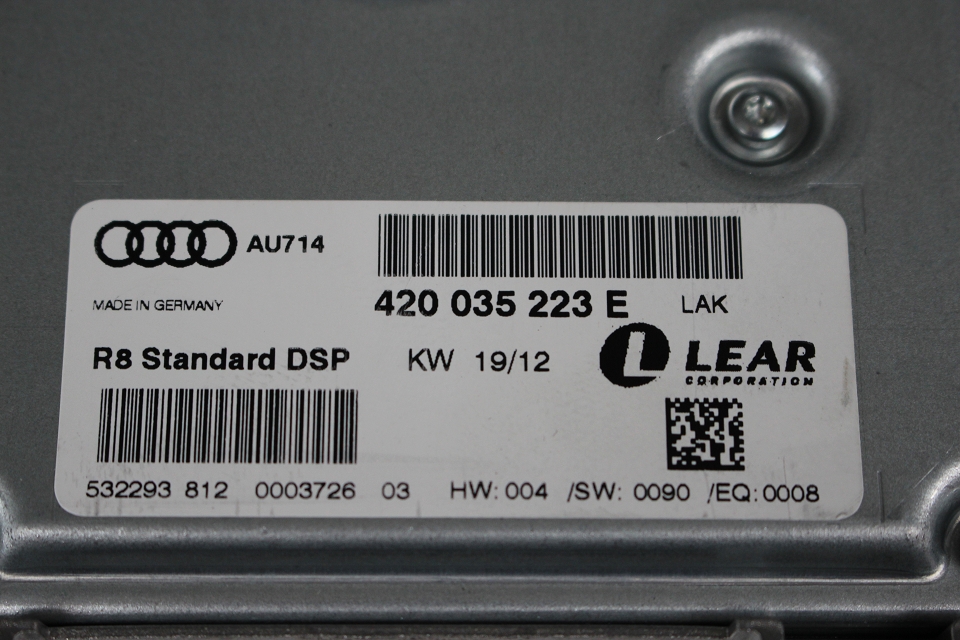 AU714
MADE IN GERMANY
420 035 223 E LAK
R8 Standard DSP KW 19/12
LEAR
CORPORATION
532293 812 0003726 03 HW:004 /SW:0090 /EQ:0008